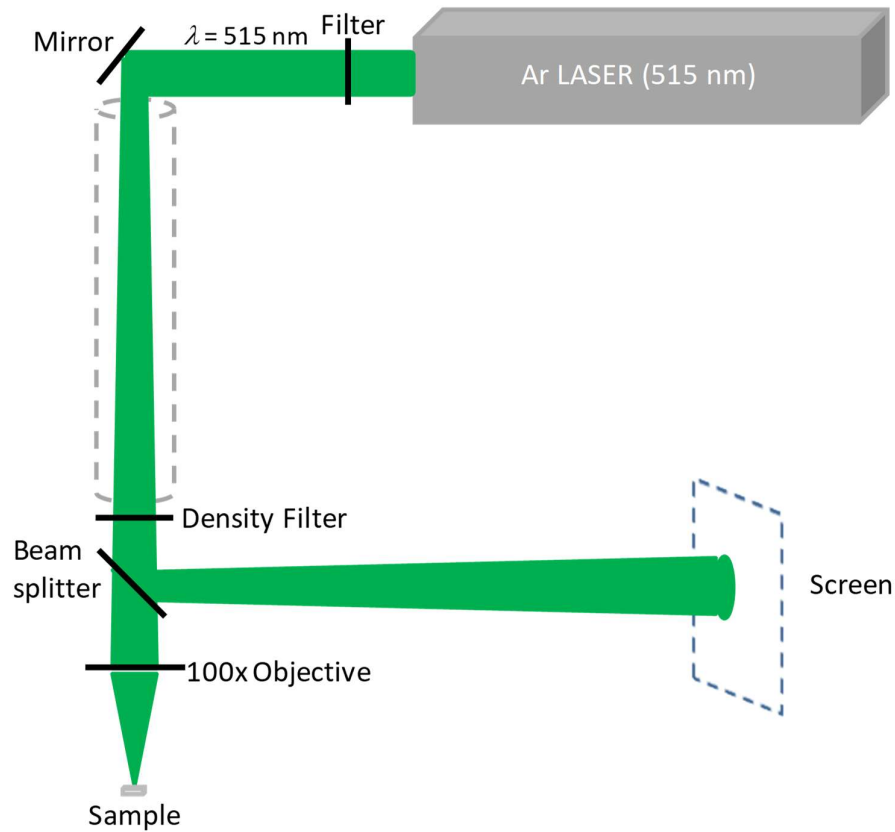 Mirror
λ = 515 nm
Filter
Ar LASER (515 nm)
Density Filter
Beam
splitter
Screen
100x Objective
Sample